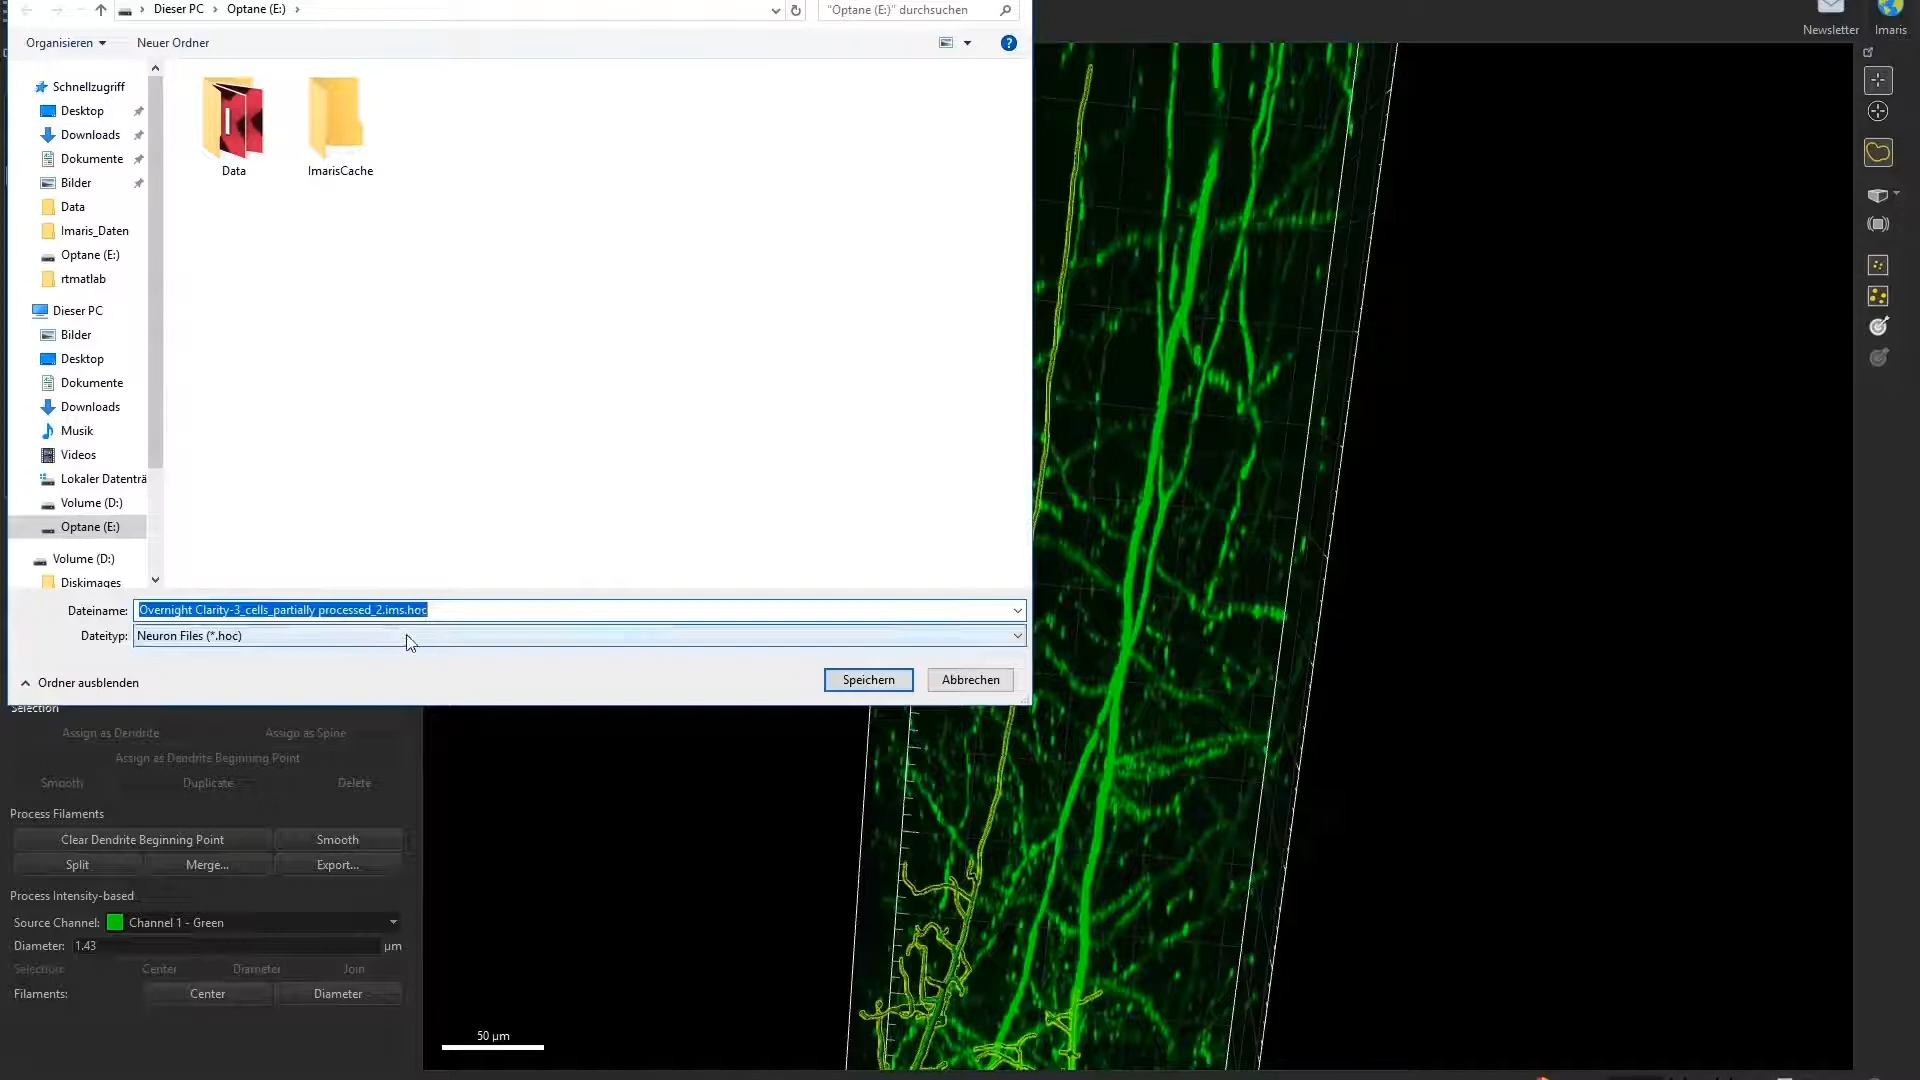 Dieser PC > Optane (E:) >
"Optane (E:)" durchsuchen
Newsletter
Imaris
Organisieren
Neuer Ordner
Schnellzugriff
Desktop
Downloads
Dokumente
Bilder
Data
Imaris_Daten
Optane (E:)
rtmatlab
Dieser PC
Bilder
Desktop
Dokumente
Downloads
Musik
Videos
Lokaler Datenträ
Volume (D:)
Optane (E:)
Volume (D:)
Diskimages
Data
ImarisCache
Dateiname: Overnight Clarity-3_cells_partially processed_2.ims.hoc
Dateityp: Neuron Files (*.hoc)
Ordner ausblenden
Speichern
Abbrechen
Selection
Assign as Dendrite
Assign as Spine
Assign as Dendrite Beginning Point
Smooth
Duplicate
Delete
Process Filaments
Clear Dendrite Beginning Point
Smooth
Split
Merge...
Export...
Process Intensity-based
Source Channel: Channel 1 - Green
Diameter: 1.43 µm
Selection: Center Diameter Join
Filaments: Center Diameter
50 µm